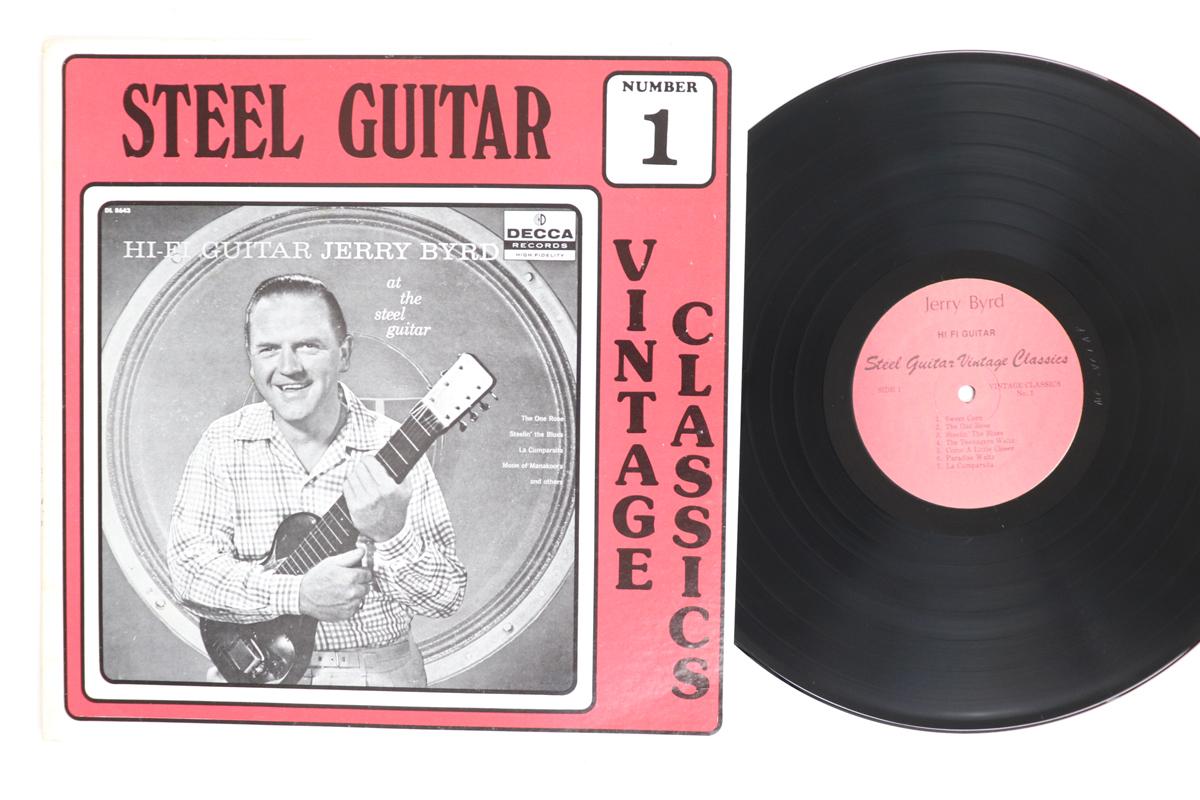 STEEL GUITAR
NUMBER
1
VINTAGE
CLASSICS
DL 8643
HI-FI GUITAR JERRY BYRD
DECCA
RECORDS
HIGH FIDELITY
at
the
steel
guitar
The One Rose
Steelin' the Blues
La Cumparsita
Moon of Manakoora
and others
Jerry Byrd
HI FI GUITAR
Steel Guitar Vintage Classics
SIDE 1
VINTAGE CLASSICS
No. 1
1. Sweet Corn
2. The One Rose
3. Steelin' The Blues
4. The Teenagers Waltz
5. Come A Little Closer
6. Paradise Waltz
7. La Cumparsita